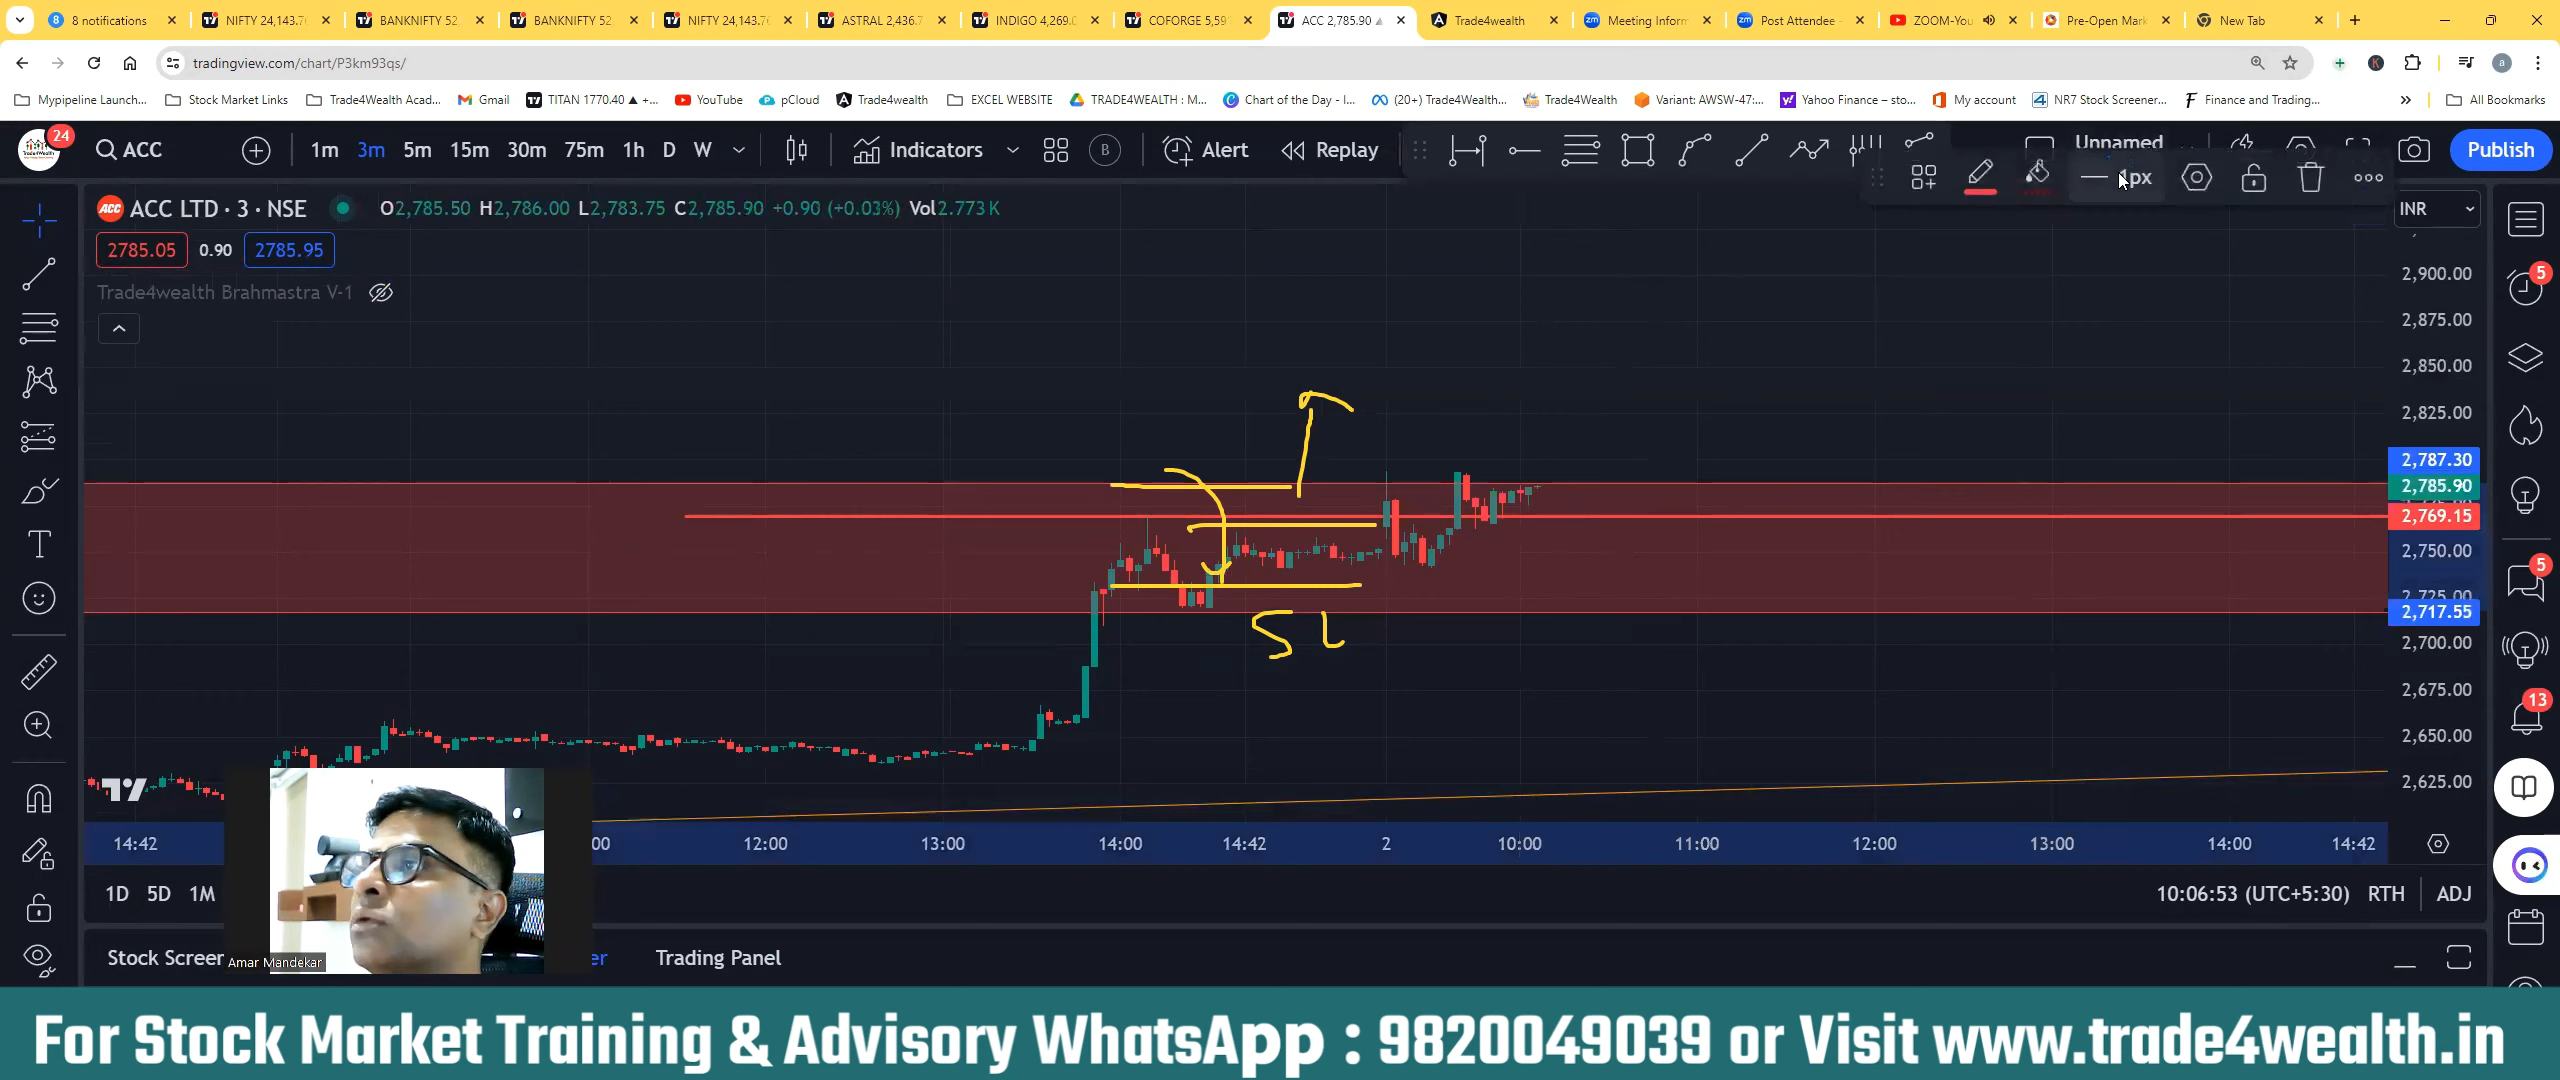 8 notifications
NIFTY 24,143.7
BANKNIFTY 52
BANKNIFTY 52
NIFTY 24,143.7
ASTRAL 2,436.7
INDIGO 4,269.0
COFORGE 5,59
ACC 2,785.90
Trade4wealth
Meeting Inform
Post Attendee -
ZOOM-You
Pre-Open Mark
New Tab
tradingview.com/chart/P3km93qs/
Mypipeline Launch...
Stock Market Links
Trade4Wealth Acad...
Gmail
TITAN 1770.40 ▲ +...
YouTube
pCloud
Trade4wealth
EXCEL WEBSITE
TRADE4WEALTH : M...
Chart of the Day - I...
(20+) Trade4Wealth...
Trade4Wealth
Variant: AWSW-47:...
Yahoo Finance – sto...
My account
NR7 Stock Screener...
Finance and Trading...
All Bookmarks
24
ACC
1m 3m 5m 15m 30m 75m 1h D W
Indicators
B
Alert
Replay
Unnamed
Publish
1px
ACC LTD · 3 · NSE
O2,785.50 H2,786.00 L2,783.75 C2,785.90 +0.90 (+0.03%) Vol2.773 K
INR
2785.05 0.90 2785.95
Trade4wealth Brahmastra V-1
2,900.00
2,875.00
2,850.00
2,825.00
2,787.30
2,785.90
2,769.15
2,750.00
2,725.00
2,717.55
2,700.00
2,675.00
2,650.00
2,625.00
SL
5
5
13
14:42 12:00 13:00 14:00 14:42 2 10:00 11:00 12:00 13:00 14:00 14:42
1D 5D 1M
10:06:53 (UTC+5:30) RTH ADJ
Stock Screen
Trading Panel
Amar Mandekar
For Stock Market Training & Advisory WhatsApp : 9820049039 or Visit www.trade4wealth.in